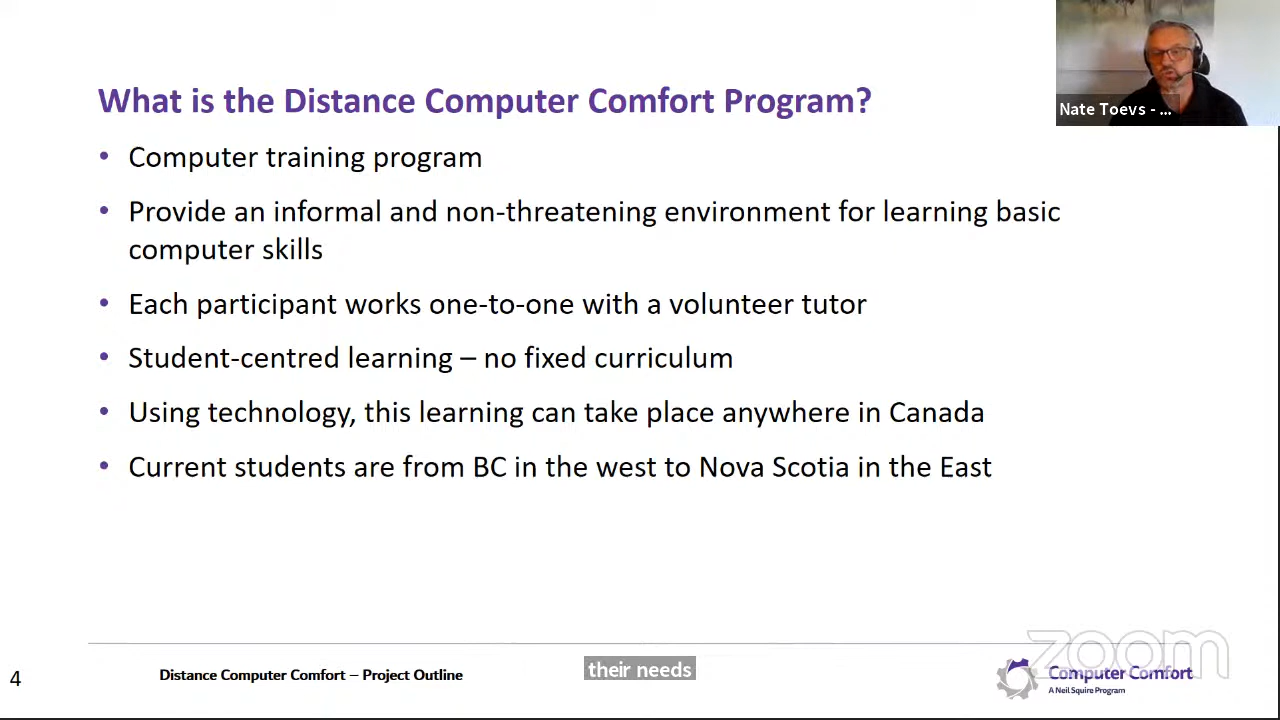 What is the Distance Computer Comfort Program?
Nate Toevs - ...
• Computer training program
• Provide an informal and non-threatening environment for learning basic
computer skills
• Each participant works one-to-one with a volunteer tutor
• Student-centred learning – no fixed curriculum
• Using technology, this learning can take place anywhere in Canada
• Current students are from BC in the west to Nova Scotia in the East
zoom
4
Distance Computer Comfort – Project Outline
their needs
Computer Comfort
A Neil Squire Program